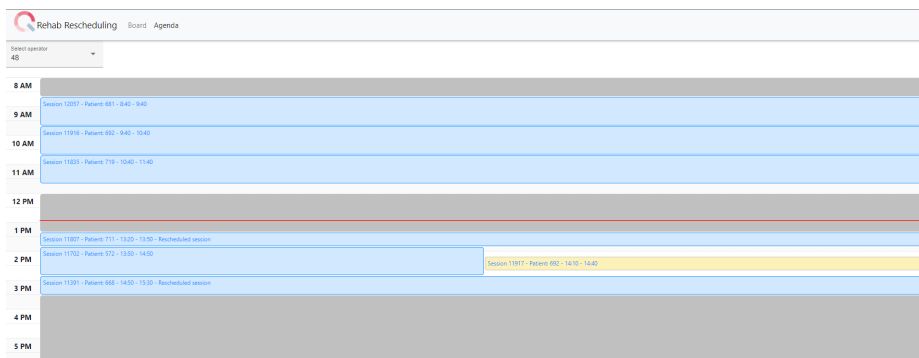 Rehab Rescheduling Board Agenda
Select operator
48
8 AM
Session 12037 - Patient: 681 - 8:40 - 9:40
9 AM
Session 11916 - Patient: 692 - 9:40 - 10:40
10 AM
Session 11835 - Patient: 719 - 10:40 - 11:40
11 AM
12 PM
1 PM
Session 11807 - Patient: 711 - 13:20 - 13:50 - Rescheduled session
Session 11702 - Patient: 572 - 13:50 - 14:50
2 PM
Session 11917 - Patient: 692 - 14:10 - 14:40
Session 11391 - Patient: 668 - 14:50 - 15:20 - Rescheduled session
3 PM
4 PM
5 PM